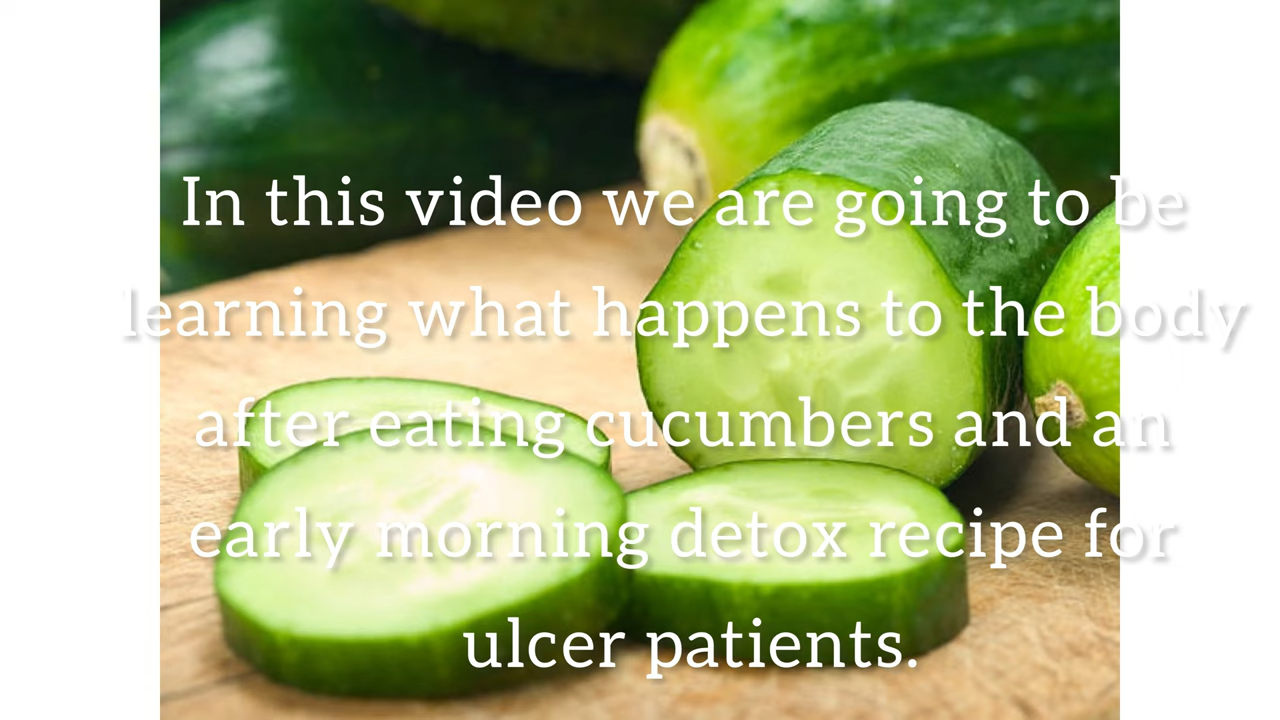 In this video we are going to be
learning what happens to the body
after eating cucumbers and an
early morning detox recipe for
ulcer patients.